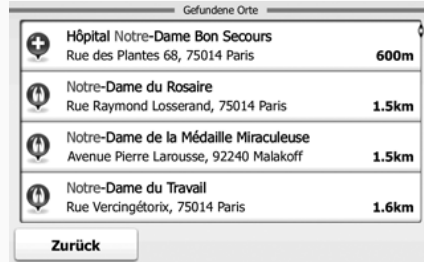 Gefundene Orte
Hôpital Notre-Dame Bon Secours
Rue des Plantes 68, 75014 Paris 600m
Notre-Dame du Rosaire
Rue Raymond Losserand, 75014 Paris 1.5km
Notre-Dame de la Médaille Miraculeuse
Avenue Pierre Larousse, 92240 Malakoff 1.5km
Notre-Dame du Travail
Rue Vercingétorix, 75014 Paris 1.6km
Zurück